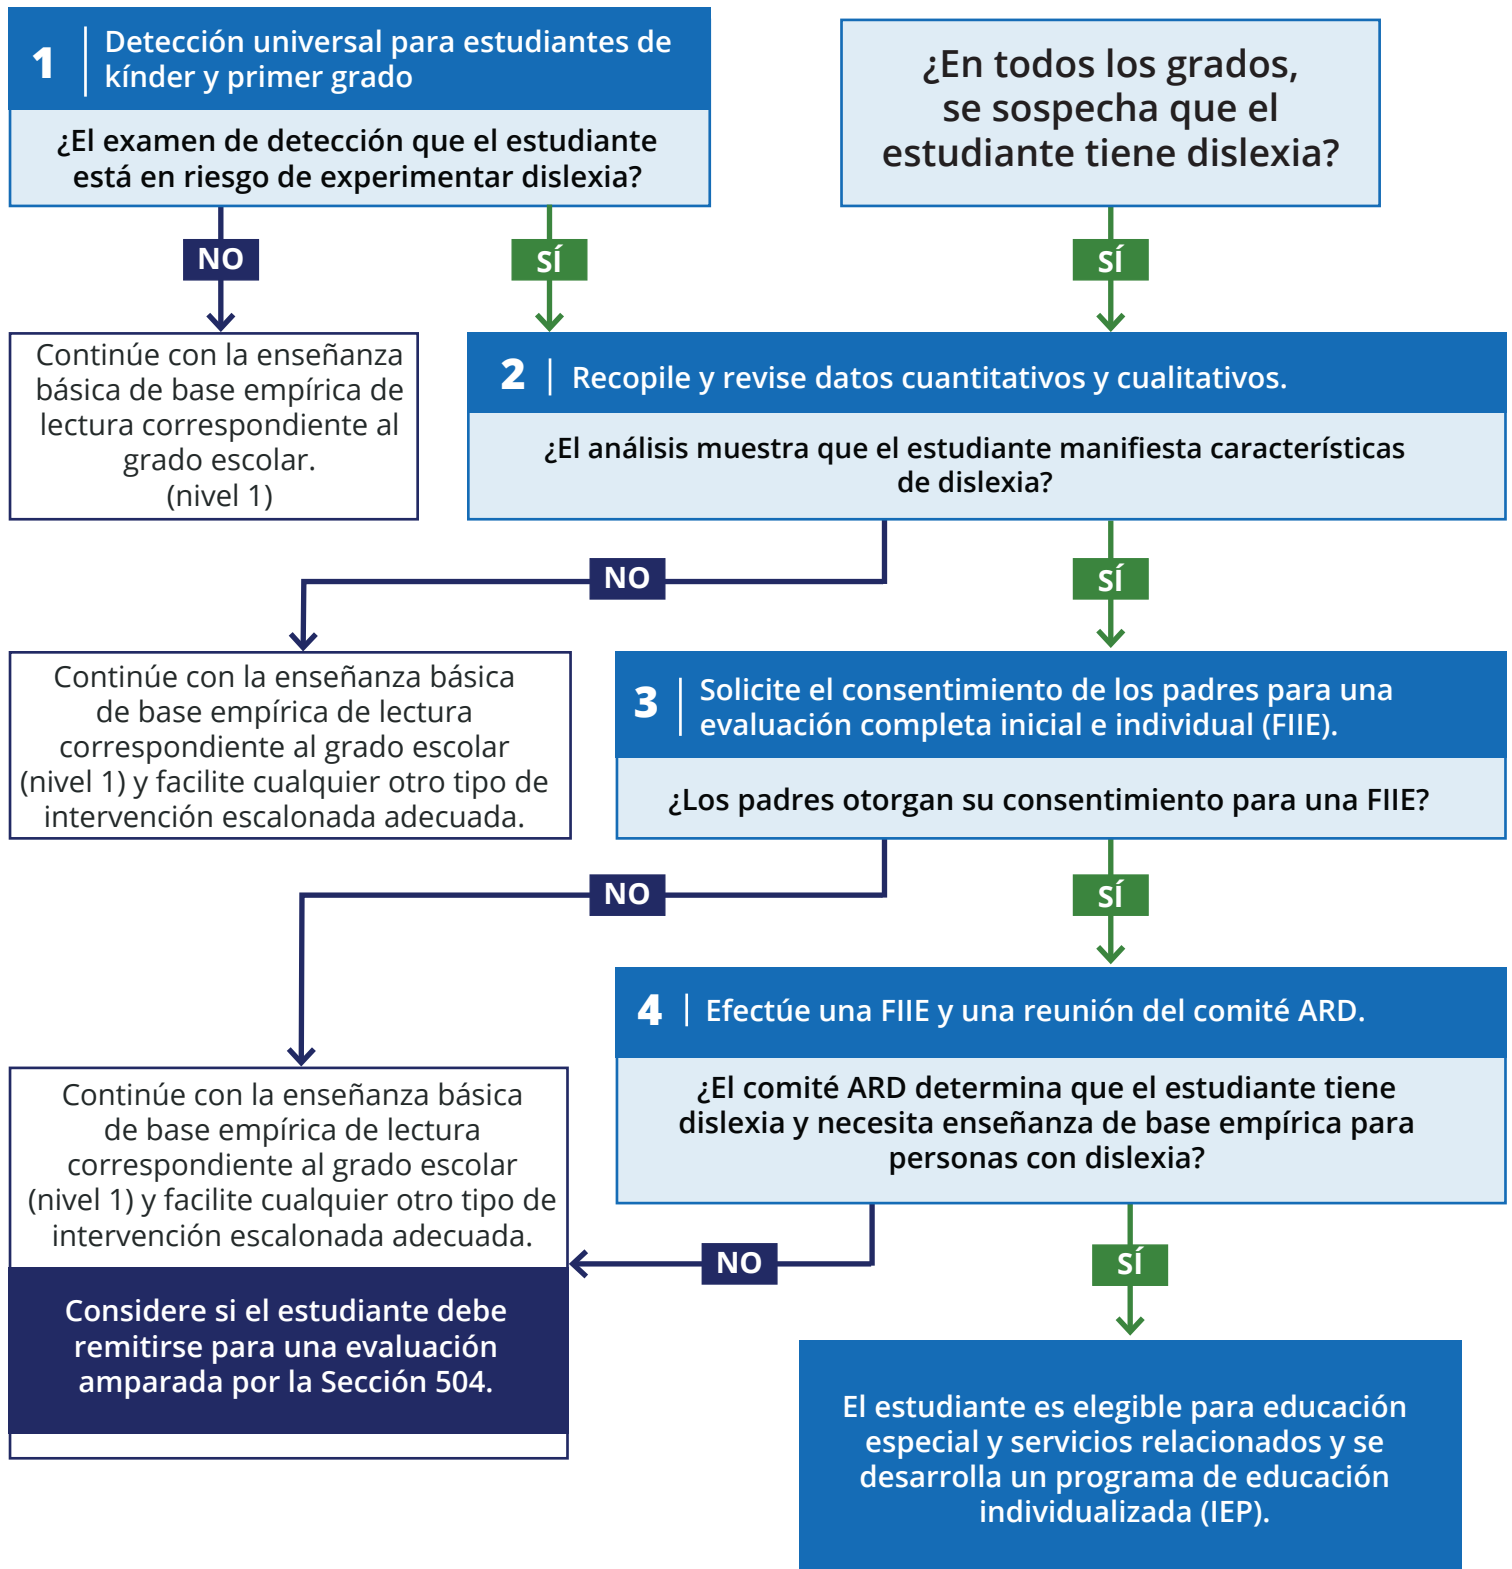 1
Detección universal para estudiantes de
kínder y primer grado
¿El examen de detección que el estudiante
está en riesgo de experimentar dislexia?
¿En todos los grados,
se sospecha que el
estudiante tiene dislexia?
NO
SÍ
SÍ
Continúe con la enseñanza
básica de base empírica de
lectura correspondiente al
grado escolar.
(nivel 1)
2
Recopile y revise datos cuantitativos y cualitativos.
¿El análisis muestra que el estudiante manifiesta características
de dislexia?
NO
SÍ
Continúe con la enseñanza básica
de base empírica de lectura
correspondiente al grado escolar
(nivel 1) y facilite cualquier otro tipo de
intervención escalonada adecuada.
3
Solicite el consentimiento de los padres para una
evaluación completa inicial e individual (FIIE).
¿Los padres otorgan su consentimiento para una FIIE?
NO
SÍ
4
Efectúe una FIIE y una reunión del comité ARD.
¿El comité ARD determina que el estudiante tiene
dislexia y necesita enseñanza de base empírica para
personas con dislexia?
Continúe con la enseñanza básica
de base empírica de lectura
correspondiente al grado escolar
(nivel 1) y facilite cualquier otro tipo de
intervención escalonada adecuada.
NO
SÍ
Considere si el estudiante debe
remitirse para una evaluación
amparada por la Sección 504.
El estudiante es elegible para educación
especial y servicios relacionados y se
desarrolla un programa de educación
individualizada (IEP).